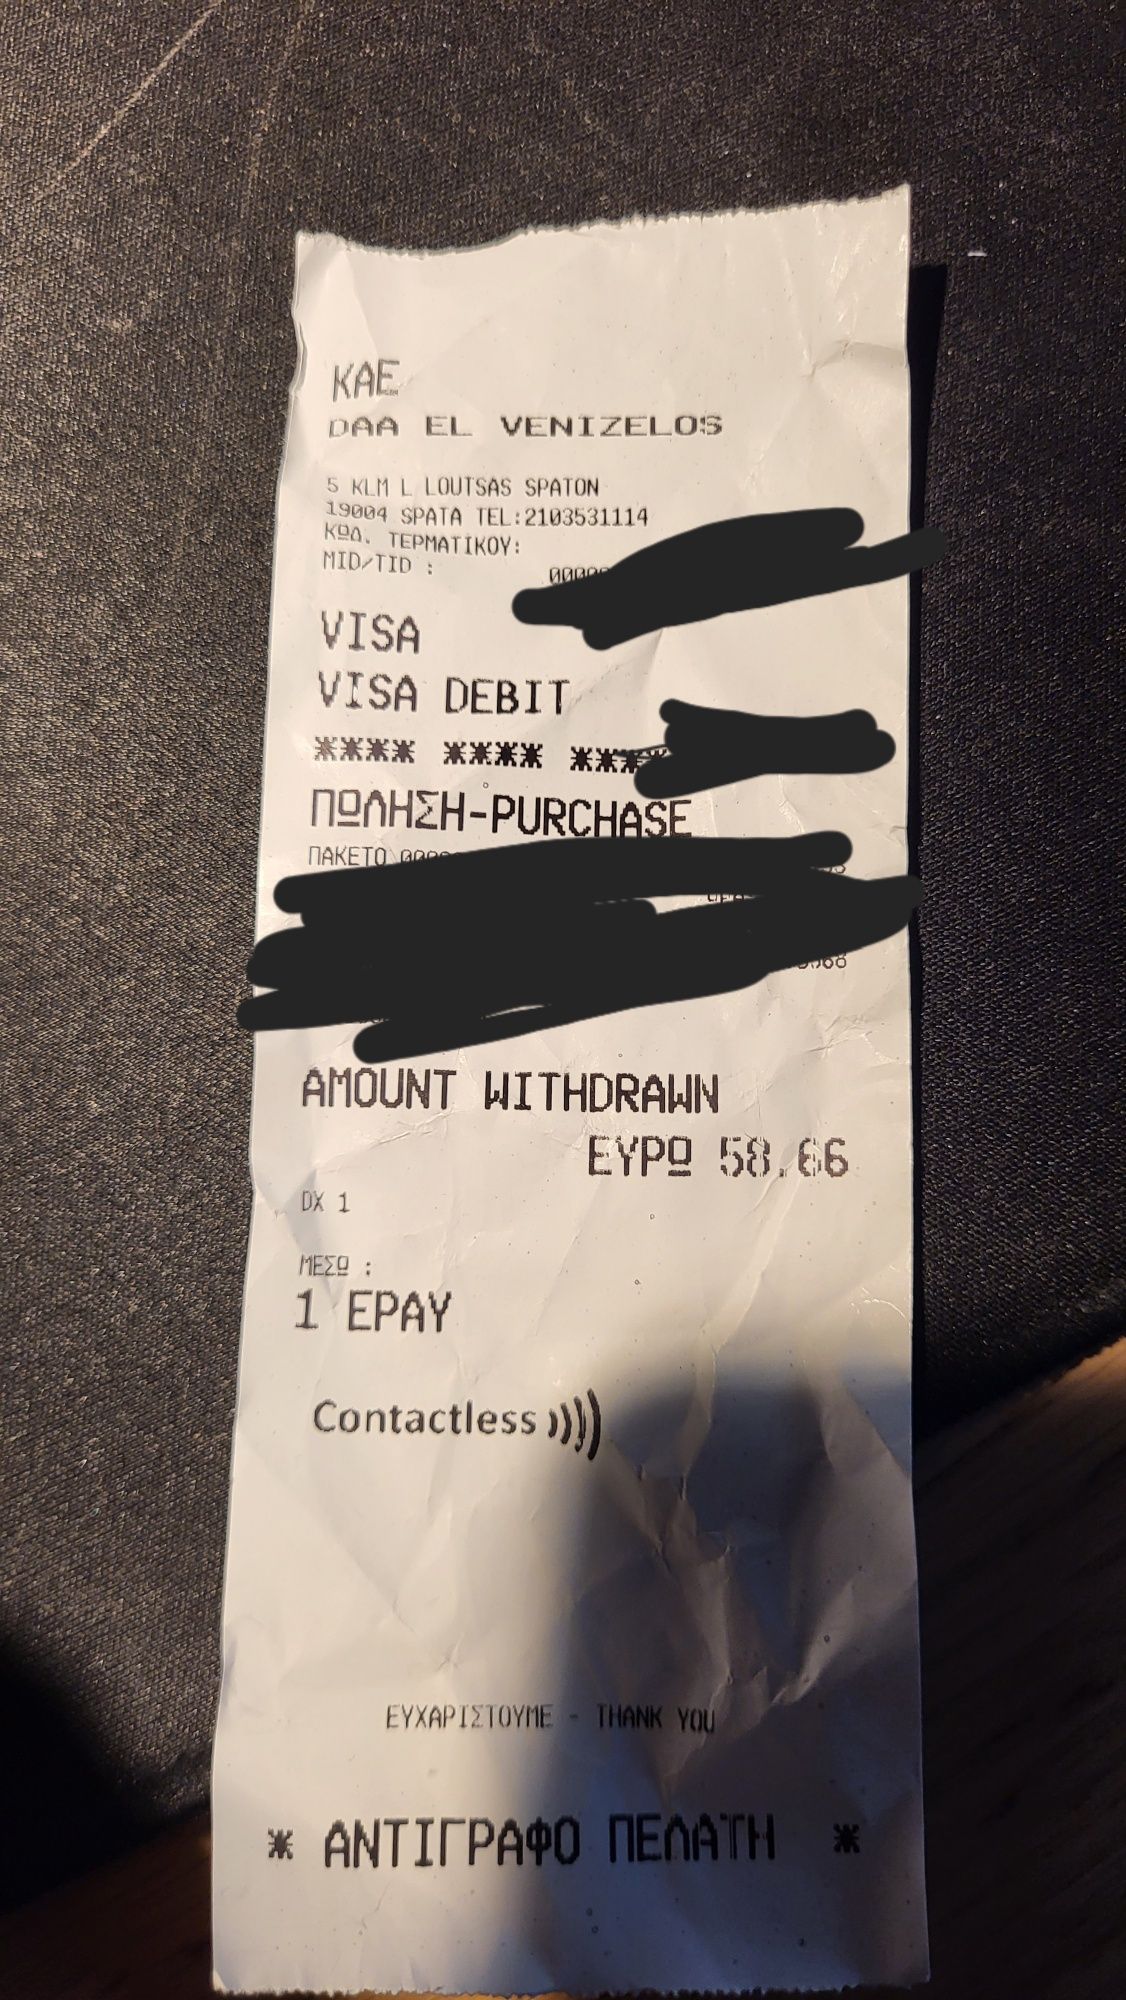 ΚΑΕ
DAA EL VENIZELOS
5 KLM L LOUTSAS SPATON
19004 SPATA TEL:2103531114
ΚΩΔ. ΤΕΡΜΑΤΙΚΟΥ:
MID/TID :
VISA
VISA DEBIT
**** **** ****
ΠΩΛΗΣΗ-PURCHASE
ΠΑΚΕΤΟ
AMOUNT WITHDRAWN
ΕΥΡΩ 58.66
DX 1
ΜΕΣΩ :
1 EPAY
Contactless
ΕΥΧΑΡΙΣΤΟΥΜΕ - THANK YOU
* ΑΝΤΙΓΡΑΦΟ ΠΕΛΑΤΗ *